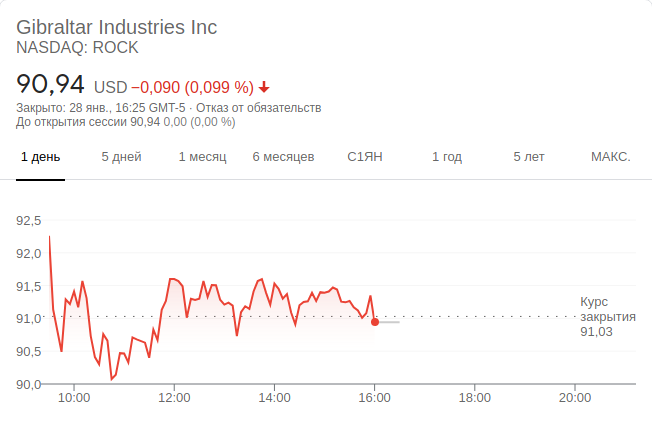 Gibraltar Industries Inc
NASDAQ: ROCK
90,94 USD −0,090 (0,099 %)
Закрыто: 28 янв., 16:25 GMT-5 · Отказ от обязательств
До открытия сессии 90,94 0,00 (0,00 %)
1 день 5 дней 1 месяц 6 месяцев С1ЯН 1 год 5 лет МАКС.
92,5
92,0
91,5
91,0
90,5
90,0
Курс
закрытия
91,03
10:00 12:00 14:00 16:00 18:00 20:00